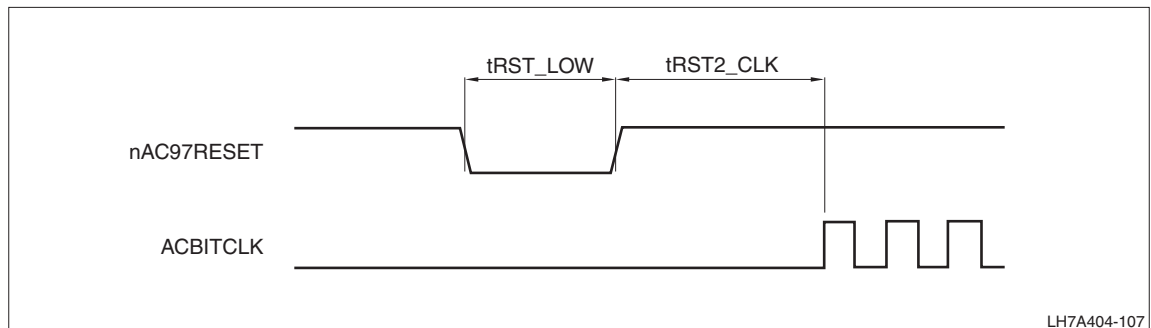 tRST_LOW
tRST2_CLK
nAC97RESET
ACBITCLK
LH7A404-107